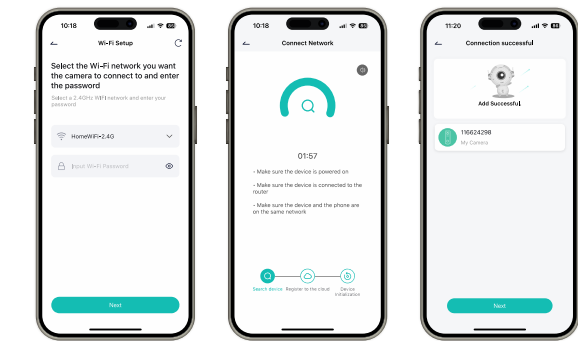 10:18
Wi-Fi Setup
Select the Wi-Fi network you want
the camera to connect to and enter
the password
Select a 2.4GHz WIFI network and enter your
password
HomeWiFi-2.4G
Input Wi-Fi Password
Next
10:18
Connect Network
01:57
- Make sure the device is powered on
- Make sure the device is connected to the
router
- Make sure the device and the phone are
on the same network
Search device
Register to the cloud
Device
Initialization
11:20
Connection successful
Add Successful.
116624298
My Camera
Next